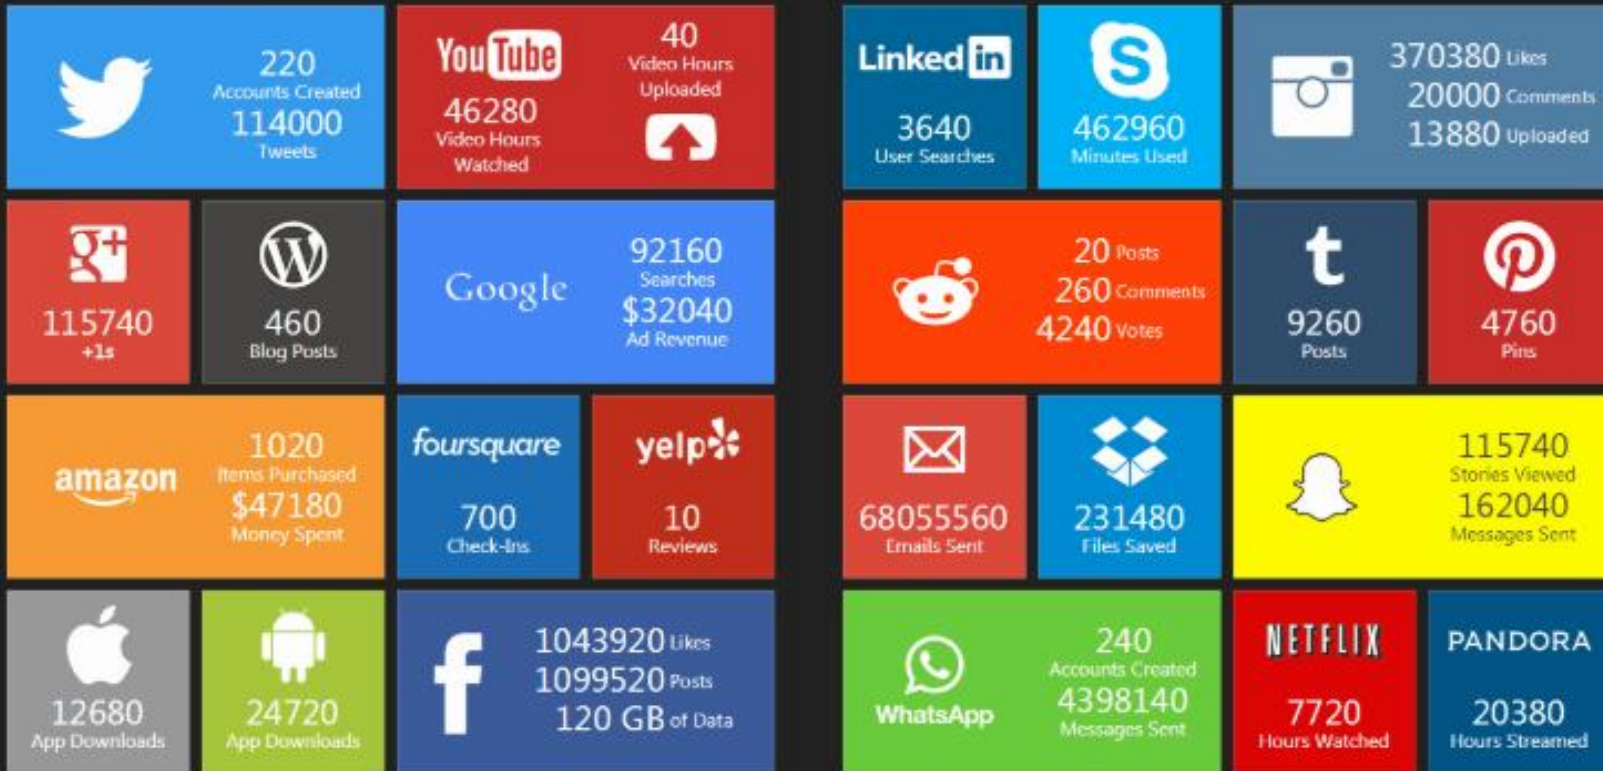 220
Accounts Created
114000
Tweets
You Tube
46280
Video Hours
Watched
40
Video Hours
Uploaded
Linked in
3640
User Searches
S
462960
Minutes Used
370380 Likes
20000 Comments
13880 Uploaded
g+
115740
+1s
W
460
Blog Posts
Google
92160
Searches
$32040
Ad Revenue
20 Posts
260 Comments
4240 Votes
t
9260
Posts
P
4760
Pins
amazon
1020
Items Purchased
$47180
Money Spent
foursquare
700
Check-Ins
yelp
10
Reviews
68055560
Emails Sent
231480
Files Saved
115740
Stories Viewed
162040
Messages Sent
12680
App Downloads
24720
App Downloads
f
1043920 Likes
1099520 Posts
120 GB of Data
WhatsApp
240
Accounts Created
4398140
Messages Sent
NETFLIX
7720
Hours Watched
PANDORA
20380
Hours Streamed